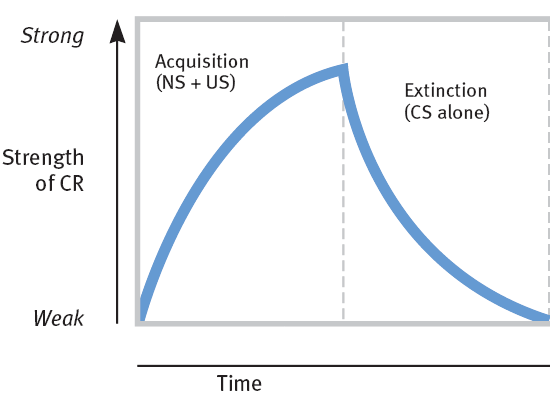 Strong
Acquisition
(NS + US)
Extinction
(CS alone)
Strength
of CR
Weak
Time